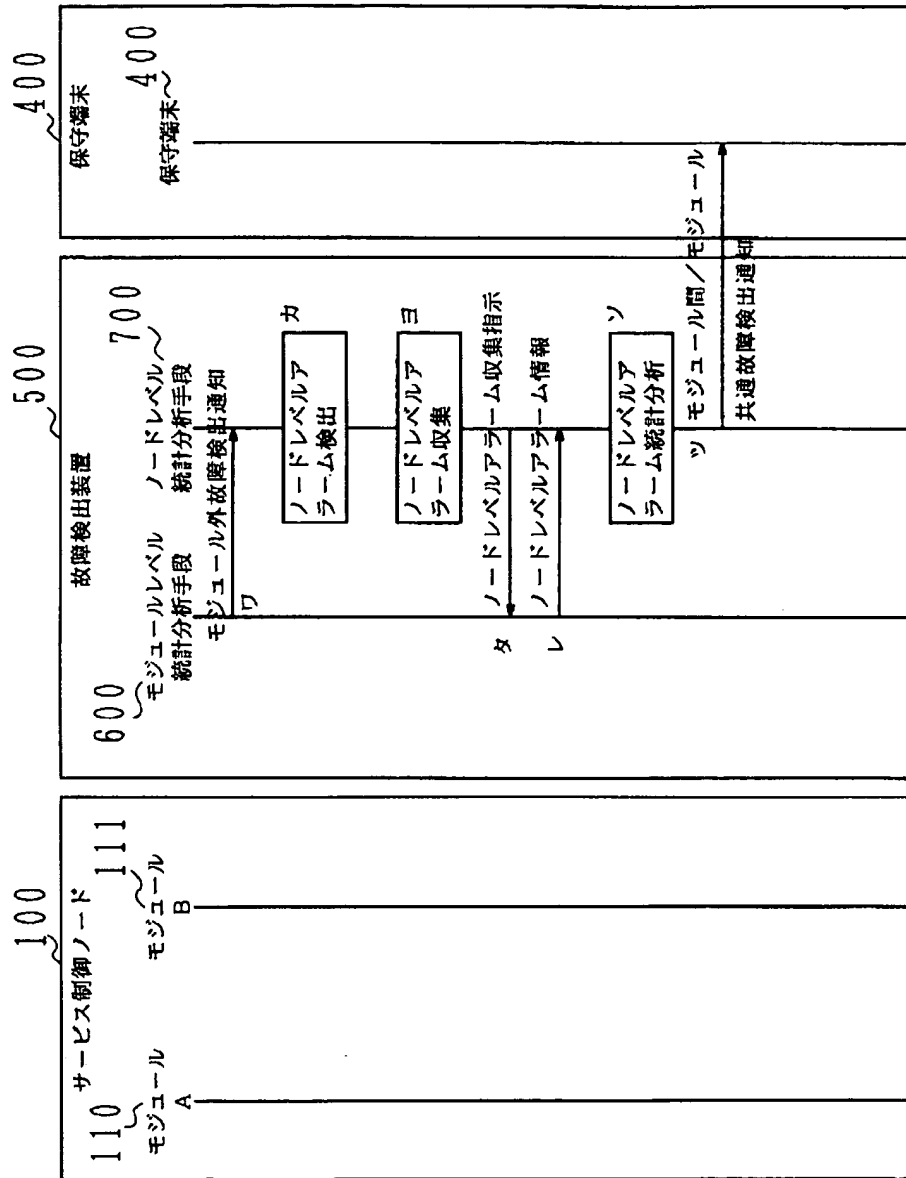 100
サービス制御ノード
110
モジュール
A
111
モジュール
B
500
故障検出装置
600
モジュールレベル
統計分析手段
700
ノードレベル
統計分析手段
モジュール外故障検出通知
ワ
ノードレベルア
ラーム検出
カ
ノードレベルア
ラーム収集
ヨ
ノードレベルアラーム収集指示
タ
ノードレベルアラーム情報
レ
ノードレベルア
ラーム統計分析
ソ
ツ
モジュール間/モジュール
共通故障検出通知
400
保守端末
400
保守端末